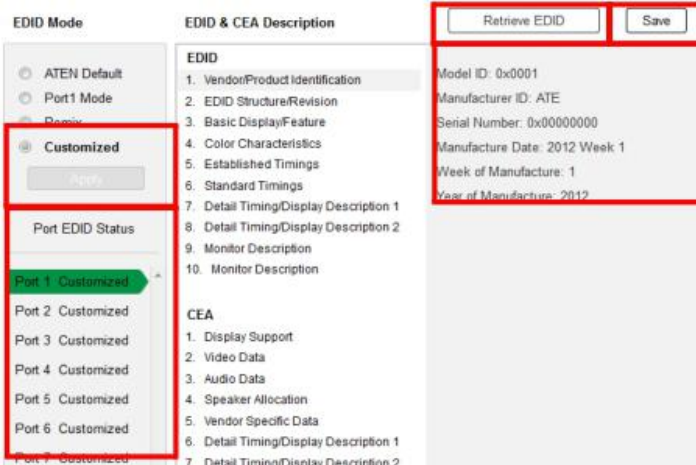 EDID Mode
ATEN Default
Port1 Mode
Remix
Customized
Apply
Port EDID Status
Port 1 Customized
Port 2 Customized
Port 3 Customized
Port 4 Customized
Port 5 Customized
Port 6 Customized
Port 7 Customized
EDID & CEA Description
EDID
1. Vendor/Product Identification
2. EDID Structure/Revision
3. Basic Display/Feature
4. Color Characteristics
5. Established Timings
6. Standard Timings
7. Detail Timing/Display Description 1
8. Detail Timing/Display Description 2
9. Monitor Description
10. Monitor Description
CEA
1. Display Support
2. Video Data
3. Audio Data
4. Speaker Allocation
5. Vendor Specific Data
6. Detail Timing/Display Description 1
7. Detail Timing/Display Description 2
Retrieve EDID
Save
Model ID: 0x0001
Manufacturer ID: ATE
Serial Number: 0x00000000
Manufacture Date: 2012 Week 1
Week of Manufacture: 1
Year of Manufacture: 2012